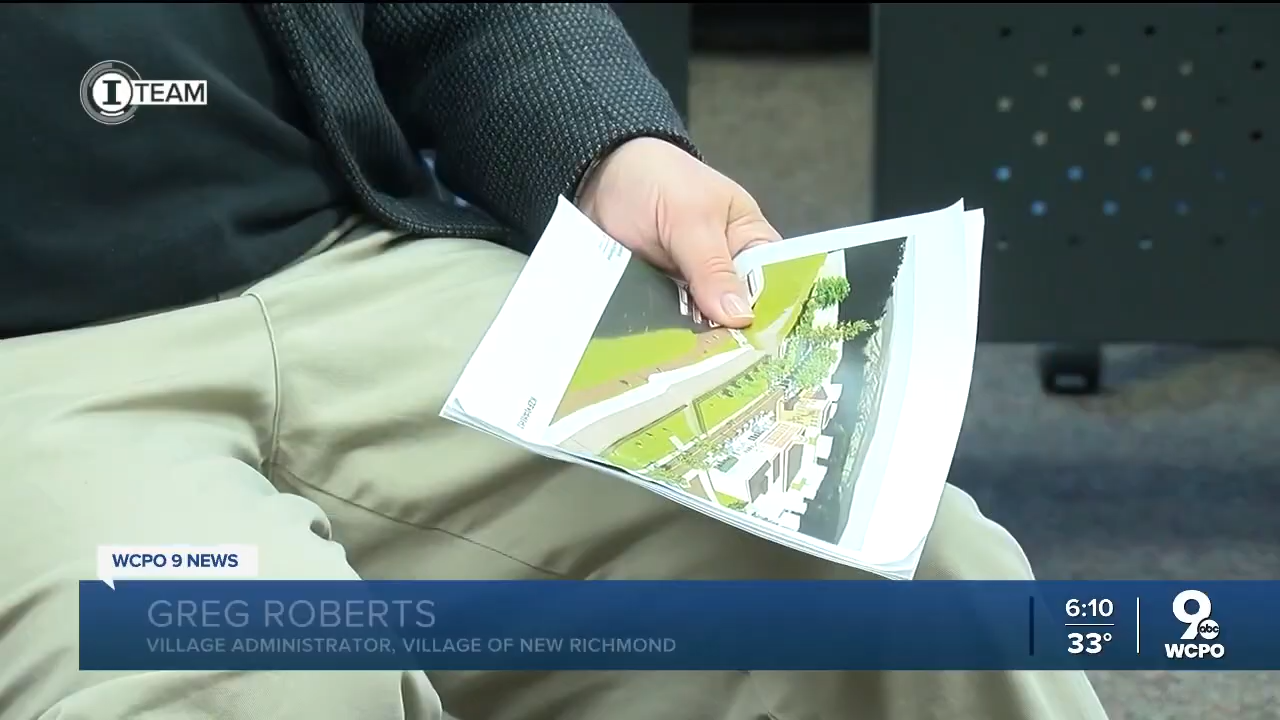 I TEAM
WCPO 9 NEWS
GREG ROBERTS
VILLAGE ADMINISTRATOR, VILLAGE OF NEW RICHMOND
6:10
33°
9
abc
WCPO